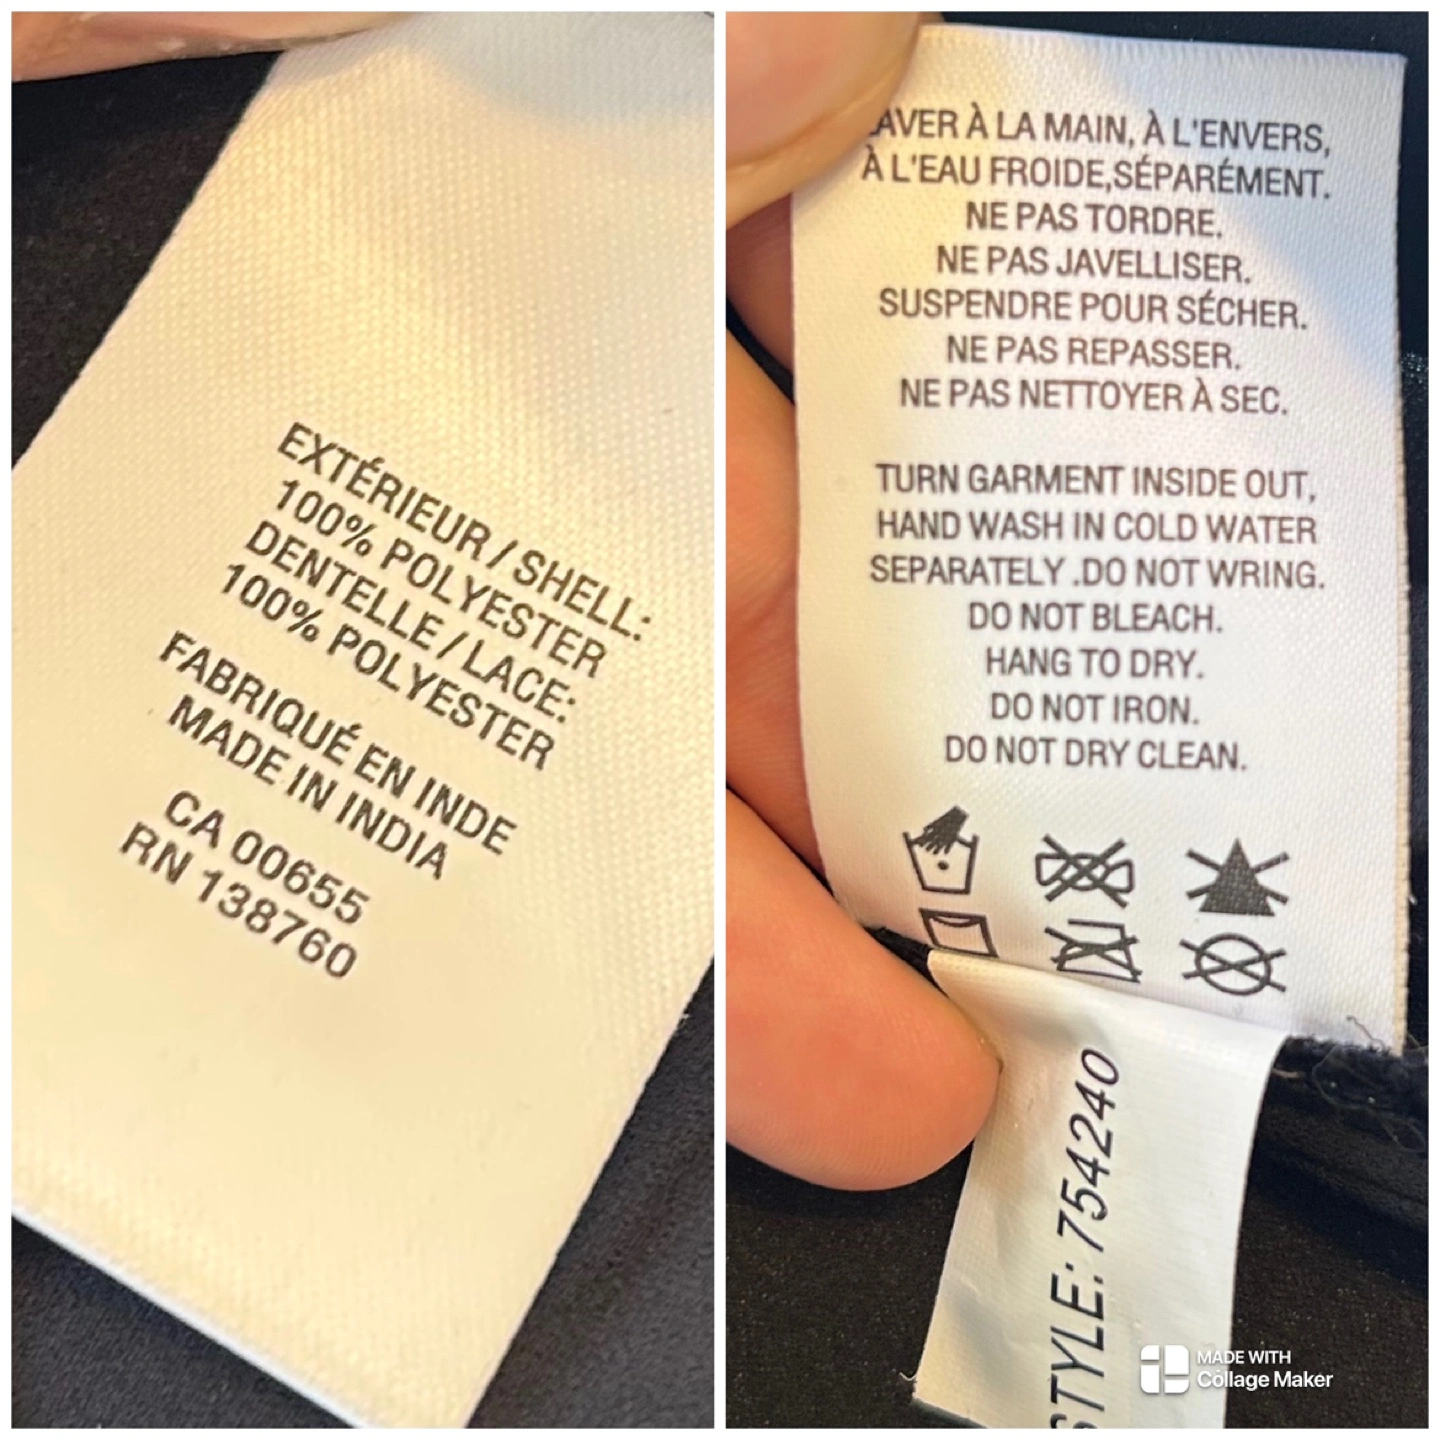 EXTÉRIEUR / SHELL:
100% POLYESTER
DENTELLE / LACE:
100% POLYESTER
FABRIQUÉ EN INDE
MADE IN INDIA
CA 00655
RN 138760
AVER À LA MAIN, À L'ENVERS,
À L'EAU FROIDE,SÉPARÉMENT.
NE PAS TORDRE.
NE PAS JAVELLISER.
SUSPENDRE POUR SÉCHER.
NE PAS REPASSER.
NE PAS NETTOYER À SEC.
TURN GARMENT INSIDE OUT,
HAND WASH IN COLD WATER
SEPARATELY .DO NOT WRING.
DO NOT BLEACH.
HANG TO DRY.
DO NOT IRON.
DO NOT DRY CLEAN.
STYLE: 754240
MADE WITH
Collage Maker